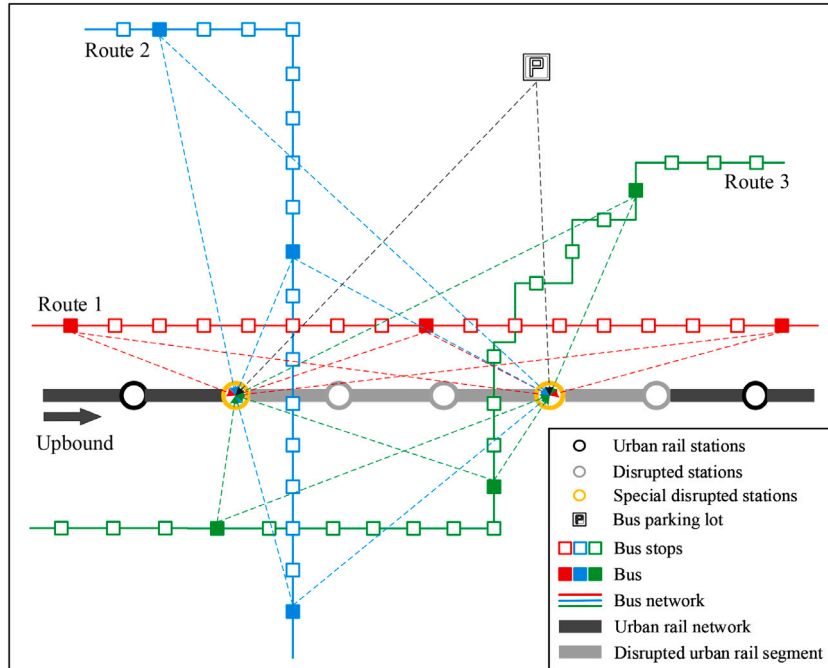 Route 2
P
Route 3
Route 1
Upbound
Urban rail stations
Disrupted stations
Special disrupted stations
P
Bus parking lot
Bus stops
Bus
Bus network
Urban rail network
Disrupted urban rail segment